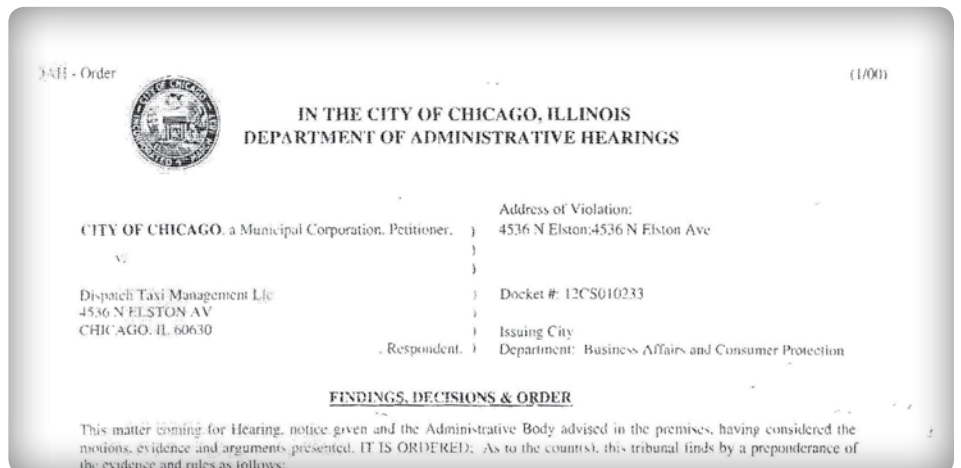 DAH - Order
(1/00)
CITY OF CHICAGO
IN THE CITY OF CHICAGO, ILLINOIS
DEPARTMENT OF ADMINISTRATIVE HEARINGS
CITY OF CHICAGO, a Municipal Corporation, Petitioner, )
v. )
)
Dispatch Taxi Management Llc )
4536 N ELSTON AV )
CHICAGO, IL 60630 )
, Respondent. )
Address of Violation:
4536 N Elston;4536 N Elston Ave
Docket #: 12CS010233
Issuing City
Department: Business Affairs and Consumer Protection
FINDINGS, DECISIONS & ORDER
This matter coming for Hearing, notice given and the Administrative Body advised in the premises, having considered the
motions, evidence and arguments presented, IT IS ORDERED: As to the count(s), this tribunal finds by a preponderance of
the evidence and rules as follows: